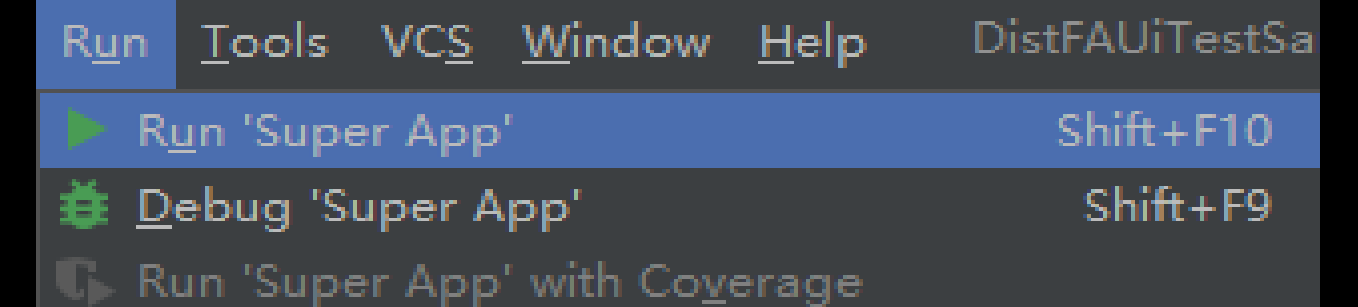 Run Tools VCS Window Help DistFAUiTestSa
Run 'Super App' Shift+F10
Debug 'Super App' Shift+F9
Run 'Super App' with Coverage